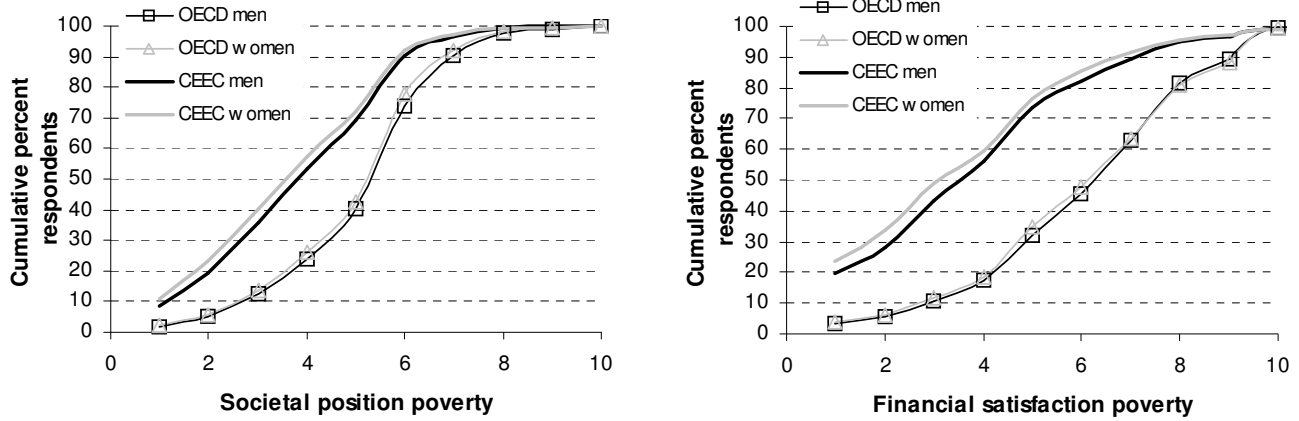 OECD men
OECD w omen
CEEC men
CEEC w omen
Cumulative percent
respondents
100
90
80
70
60
50
40
30
20
10
0
0 2 4 6 8 10
Societal position poverty
OECD men
OECD w omen
CEEC men
CEEC w omen
Cumulative percent
respondents
100
90
80
70
60
50
40
30
20
10
0
0 2 4 6 8 10
Financial satisfaction poverty